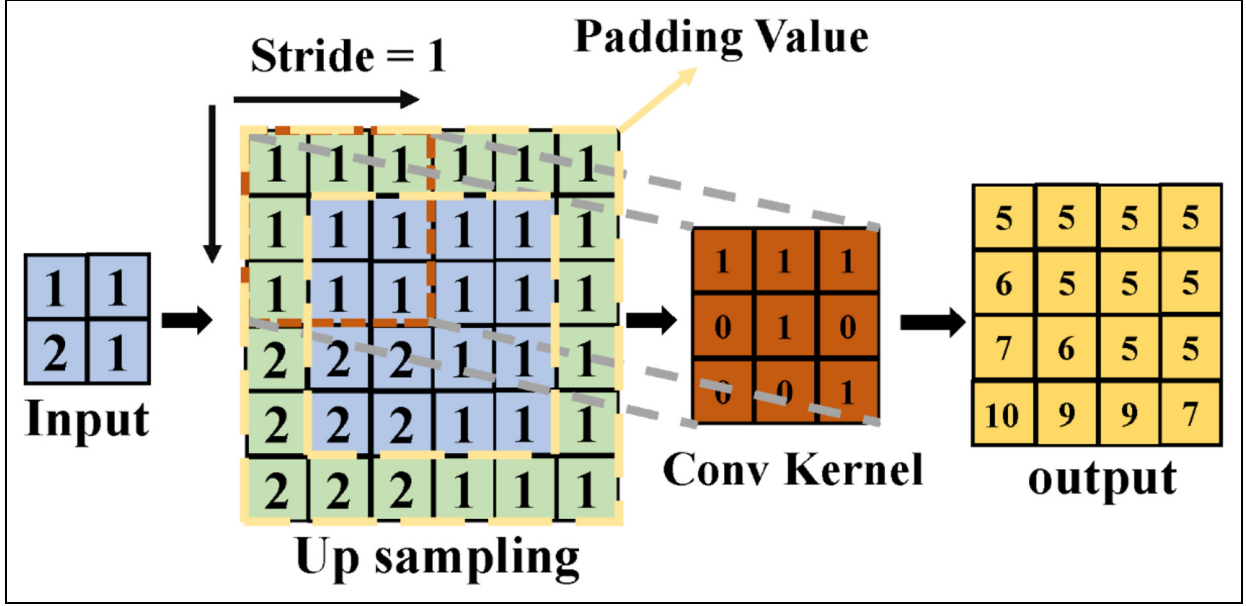 Padding Value
Stride = 1
1 1 1 1 1 1
1 1 1 1 1 1
1 1 1 1 1 1
2 2 2 1 1 1
2 2 2 1 1 1
2 2 2 1 1 1
Up sampling
1 1
2 1
Input
1 1 1
0 1 0
0 0 1
Conv Kernel
5 5 5 5
6 5 5 5
7 6 5 5
10 9 9 7
output